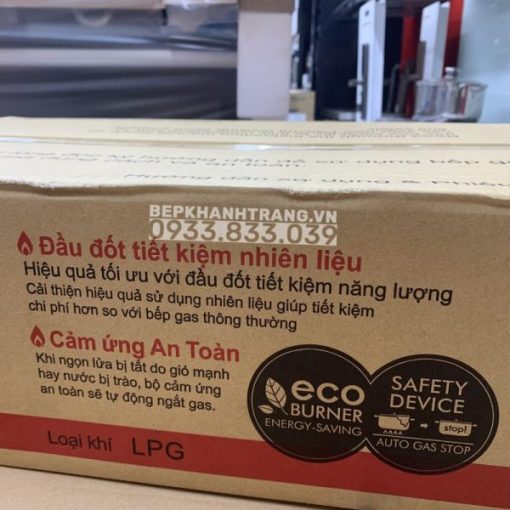 BEPKHANHTRANG.VN
0933.833.039
Đầu đốt tiết kiệm nhiên liệu
Hiệu quả tối ưu với đầu đốt tiết kiệm năng lượng
Cải thiện hiệu quả sử dụng nhiên liệu giúp tiết kiệm
chi phí hơn so với bếp gas thông thường
Cảm ứng An Toàn
Khi ngọn lửa bị tắt do gió mạnh
hay nước bị trào, bộ cảm ứng
an toàn sẽ tự động ngắt gas.
eco
BURNER
ENERGY-SAVING
SAFETY
DEVICE
stop!
AUTO GAS STOP
Loại khí LPG